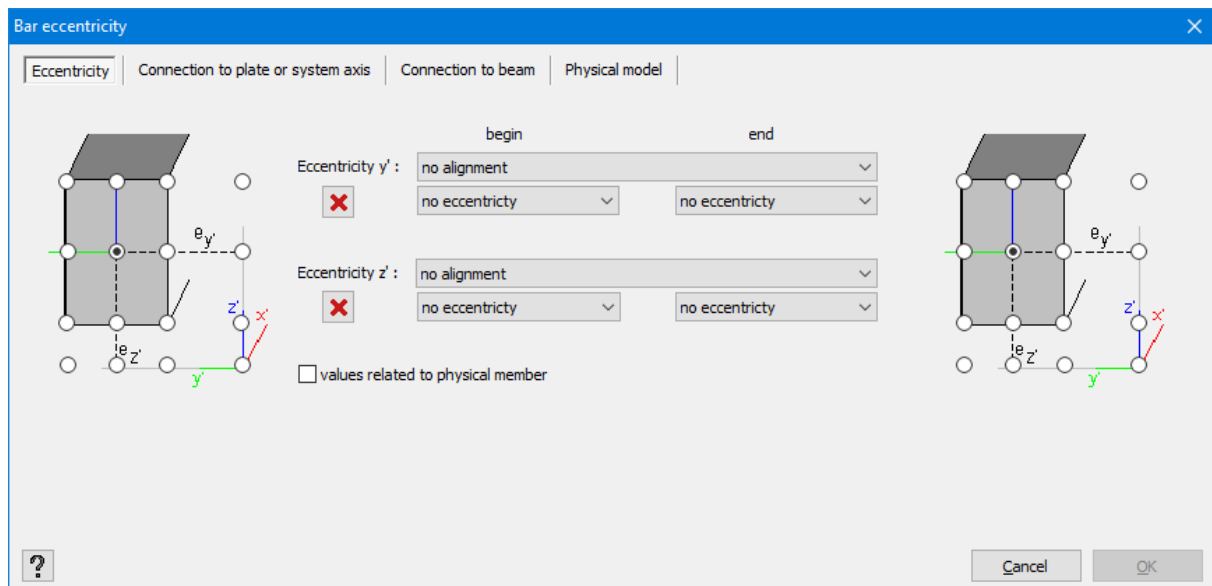 Bar eccentricity
Eccentricity Connection to plate or system axis Connection to beam Physical model
begin end
Eccentricity y' : no alignment
no eccentricty no eccentricty
Eccentricity z' : no alignment
no eccentricty no eccentricty
values related to physical member
ey'
z' x'
ez'
y'
ey'
z' x'
ez'
y'
?
Cancel OK